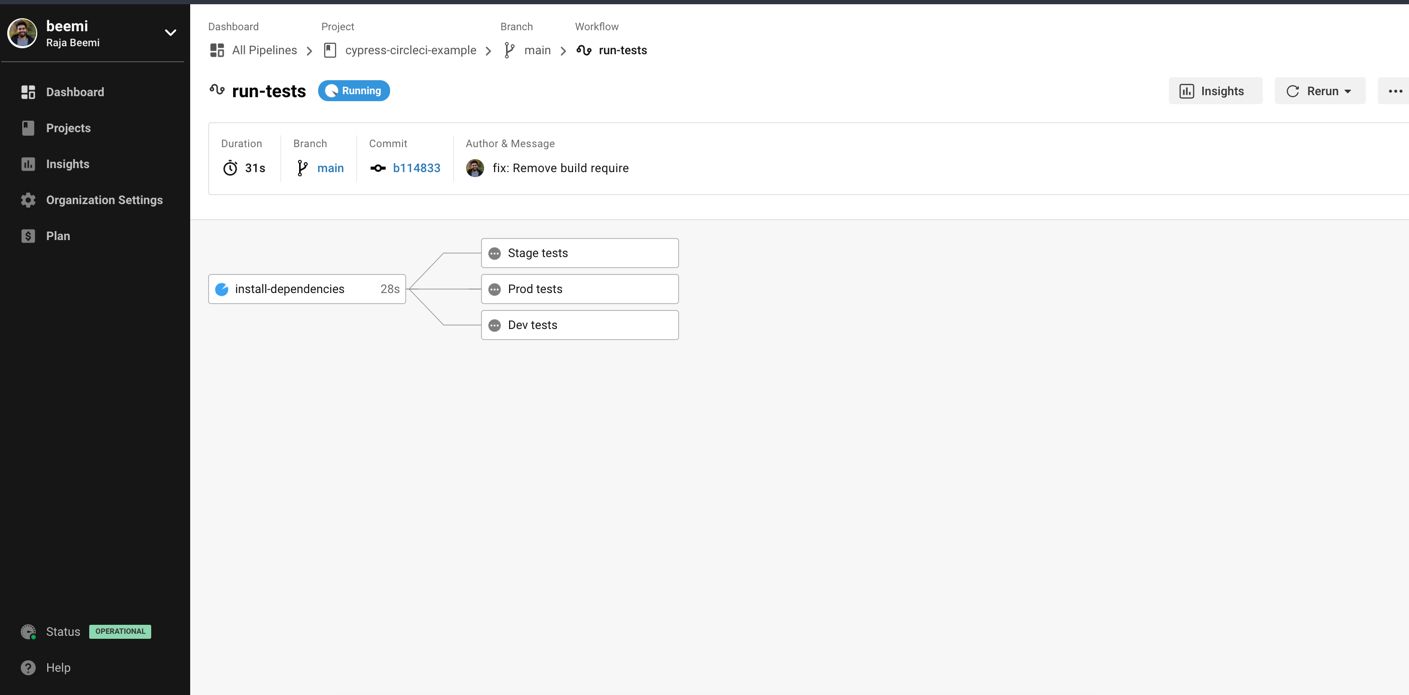 beemi
Raja Beemi
Dashboard
Projects
Insights
Organization Settings
Plan
Status OPERATIONAL
Help
Dashboard Project Branch Workflow
All Pipelines cypress-circleci-example main run-tests
run-tests Running Insights Rerun
Duration Branch Commit Author & Message
31s main b114833 fix: Remove build require
Stage tests
install-dependencies 28s Prod tests
Dev tests